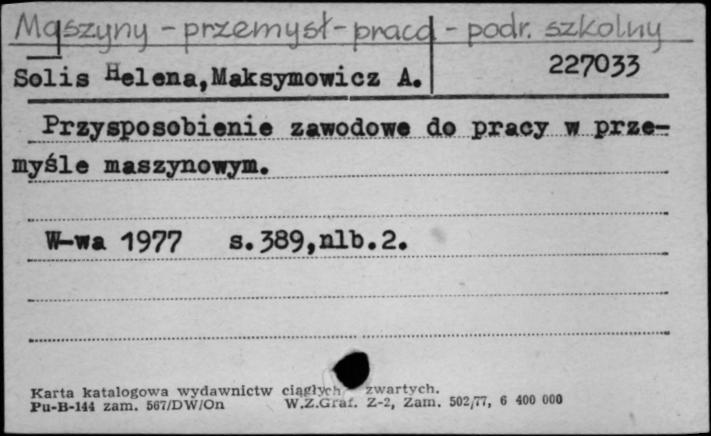 Maszyny - przemysł - praca - podr. szkolny
Solis Helena,Maksymowicz A.
227033
Przysposobienie zawodowe do pracy w prze-
myśle maszynowym.
W-wa 1977 s.389,nlb.2.
Karta katalogowa wydawnictw ciągłych zwartych.
Pu-B-144 zam. 567/DW/On W.Z.Graf. Z-2, Zam. 502/77, 6 400 000